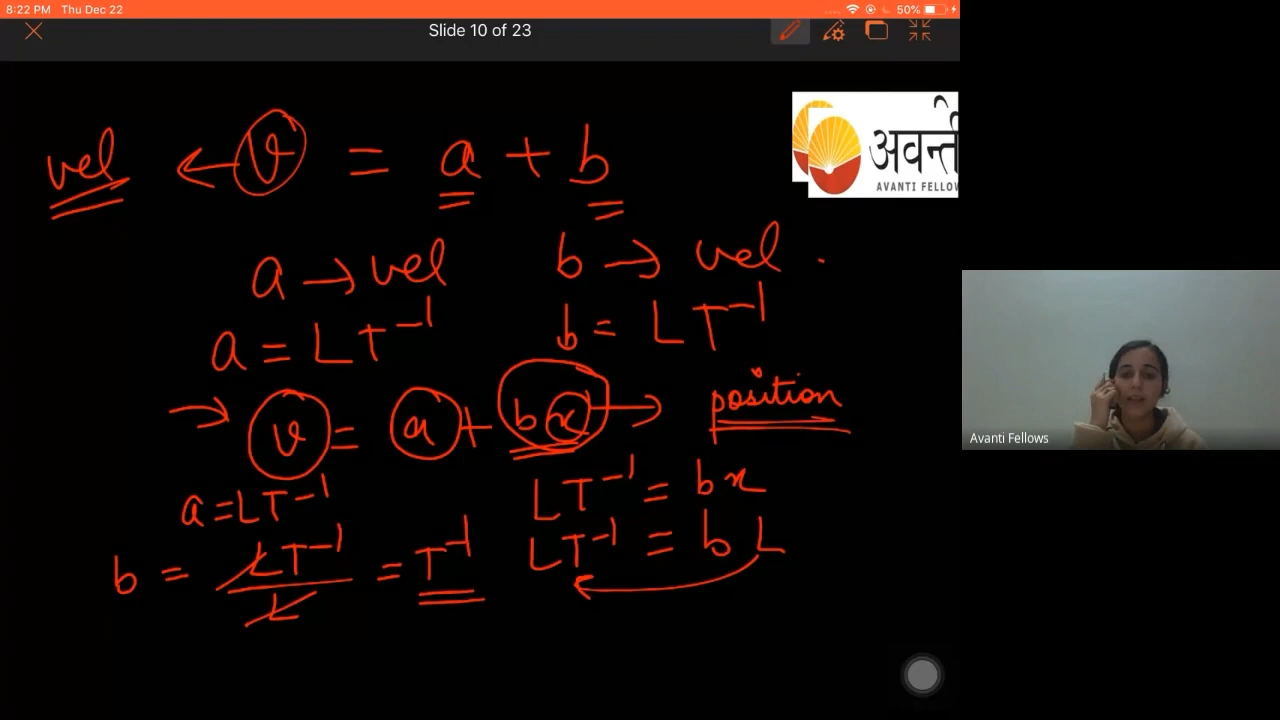 8:22 PM Thu Dec 22
50%
Slide 10 of 23
अवन्ती
AVANTI FELLOW
vel ← v = a + b
a → vel b → vel .
a = LT⁻¹ b = LT⁻¹
→ v = a + bx → position
a = LT⁻¹ LT⁻¹ = bx
b = LT⁻¹ / L = T⁻¹ LT⁻¹ = b L
Avanti Fellows